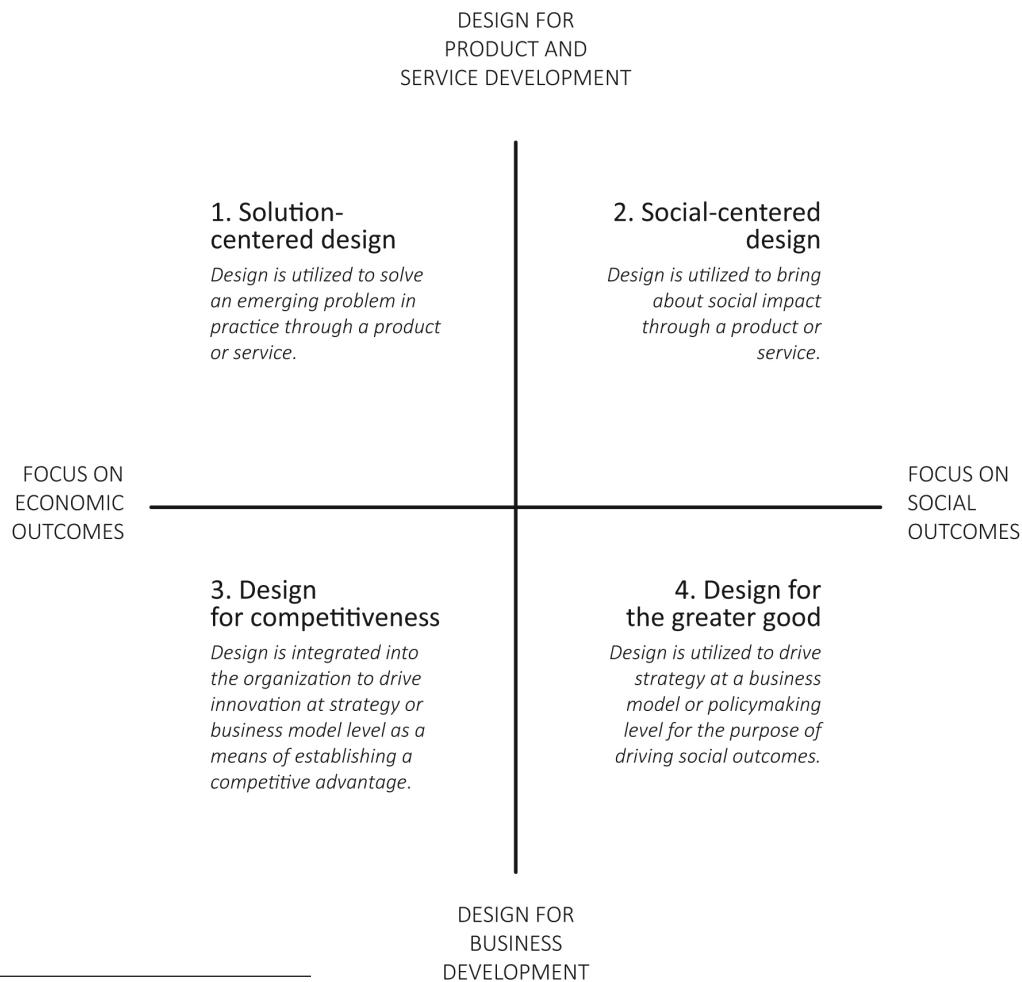 DESIGN FOR
PRODUCT AND
SERVICE DEVELOPMENT
1. Solution-
centered design
Design is utilized to solve
an emerging problem in
practice through a product
or service.
2. Social-centered
design
Design is utilized to bring
about social impact
through a product or
service.
FOCUS ON
ECONOMIC
OUTCOMES
FOCUS ON
SOCIAL
OUTCOMES
3. Design
for competitiveness
Design is integrated into
the organization to drive
innovation at strategy or
business model level as a
means of establishing a
competitive advantage.
4. Design for
the greater good
Design is utilized to drive
strategy at a business
model or policymaking
level for the purpose of
driving social outcomes.
DESIGN FOR
BUSINESS
DEVELOPMENT